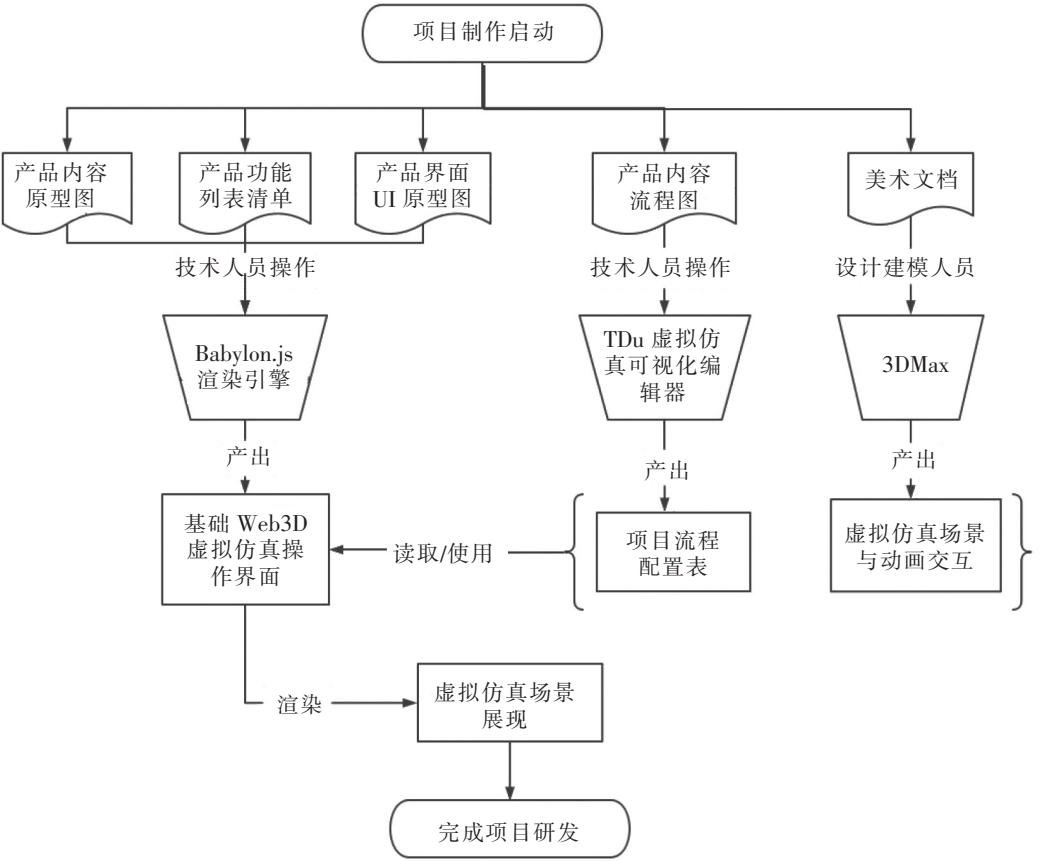 项目制作启动
产品内容
原型图
产品功能
列表清单
产品界面
UI 原型图
产品内容
流程图
美术文档
技术人员操作
技术人员操作
设计建模人员
Babylon.js
渲染引擎
TDu 虚拟仿
真可视化编
辑器
3DMax
产出
产出
产出
基础 Web3D
虚拟仿真操
作界面
读取/使用
项目流程
配置表
虚拟仿真场景
与动画交互
渲染
虚拟仿真场景
展现
完成项目研发